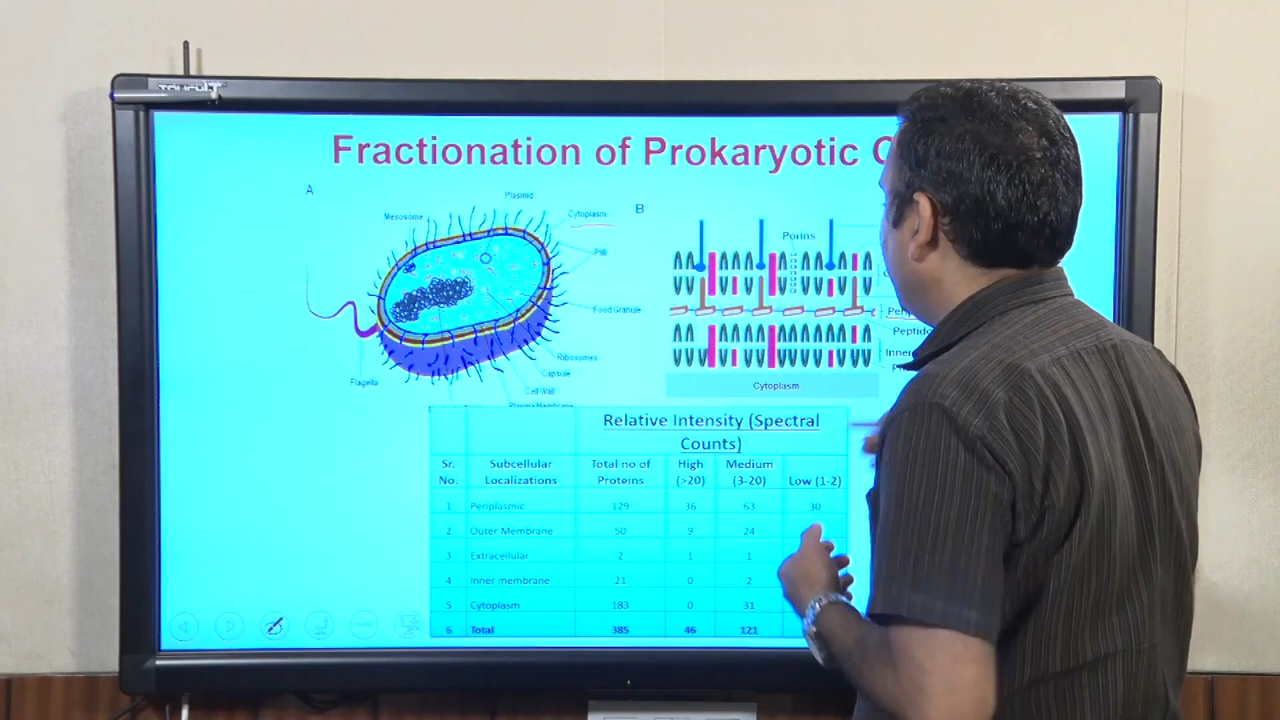 Fractionation of Prokaryotic
A
Plasmid
Mesosome
Cytoplasm
Pilli
Food Granule
Ribosomes
Capsule
Cell Wall
Plasma Membrane
Flagella
B
Porins
Inner
Cytoplasm
Relative Intensity (Spectral
Counts)
Sr. No. Subcellular Localizations Total no of Proteins High (>20) Medium (3-20) Low (1-2)
1 Periplasmic 129 36 63 30
2 Outer Membrane 50 9 24
3 Extracellular 2 1 1
4 Inner membrane 21 0 2
5 Cytoplasm 183 0 31
6 Total 385 46 121